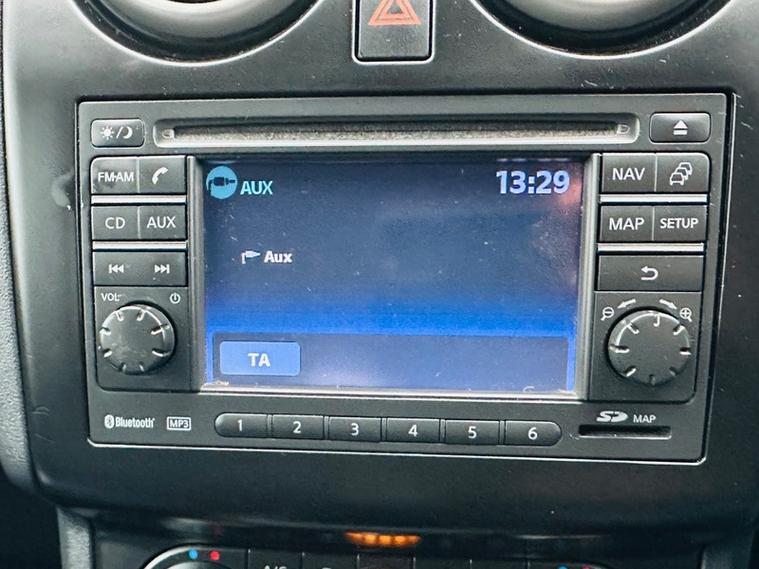 FM·AM
NAV
AUX
13:29
CD
AUX
MAP
SETUP
Aux
VOL
TA
Bluetooth
MP3
1
2
3
4
5
6
SD
MAP
A/C